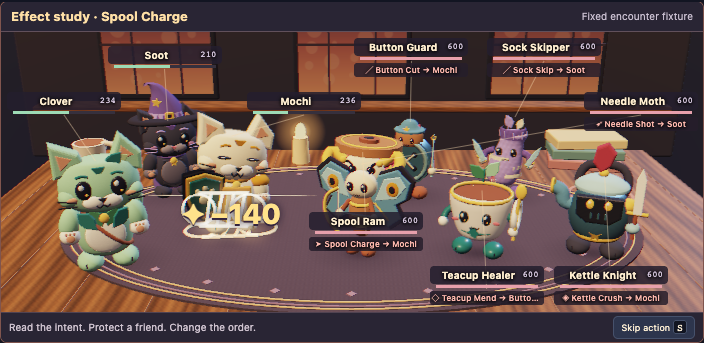 Effect study · Spool Charge
Fixed encounter fixture
Soot 210
Button Guard 600
Button Cut → Mochi
Sock Skipper 600
Sock Skip → Soot
Clover 234
Mochi 236
Needle Moth 600
Needle Shot → Soot
-140
Spool Ram 600
Spool Charge → Mochi
Teacup Healer 600
Teacup Mend → Butto...
Kettle Knight 600
Kettle Crush → Mochi
Read the intent. Protect a friend. Change the order.
Skip action S